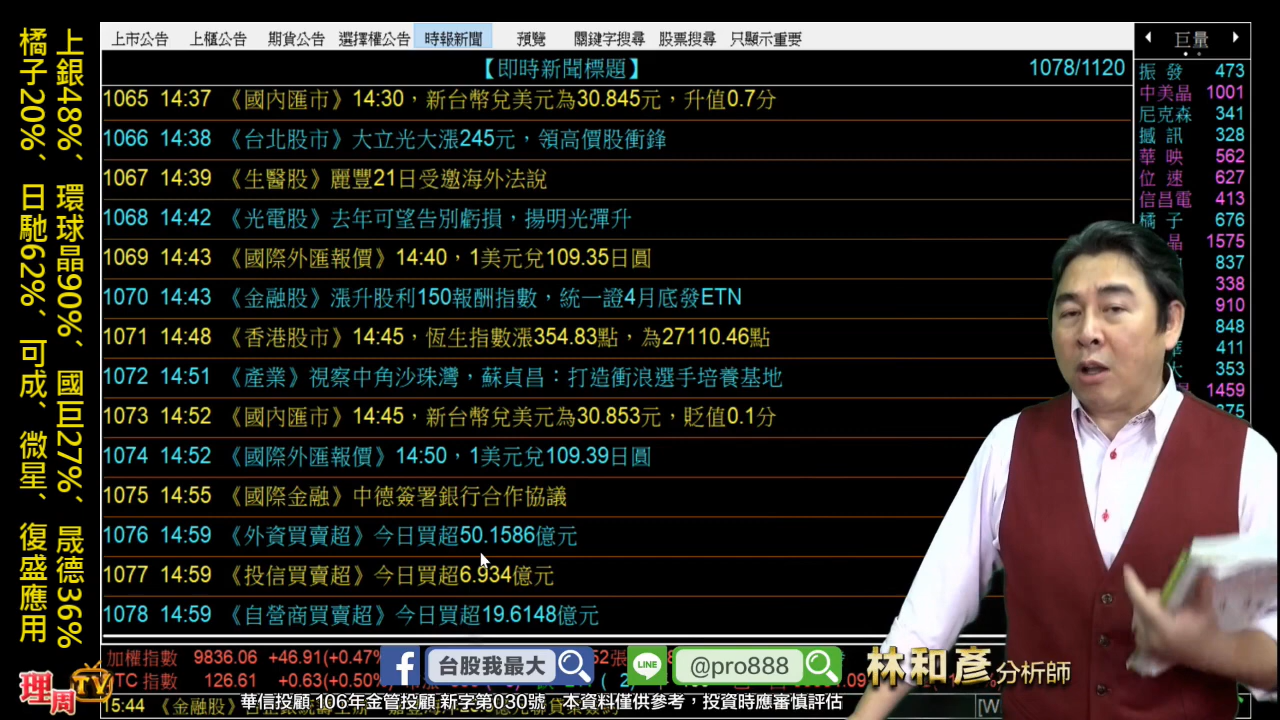 上銀48%、環球晶90%、國巨27%、晟德36%
橘子20%、日馳62%、可成、微星、復盛應用
上市公告 上櫃公告 期貨公告 選擇權公告 時報新聞 預覽 關鍵字搜尋 股票搜尋 只顯示重要
【即時新聞標題】 1078/1120
1065 14:37 《國內匯市》14:30，新台幣兌美元為30.845元，升值0.7分
1066 14:38 《台北股市》大立光大漲245元，領高價股衝鋒
1067 14:39 《生醫股》麗豐21日受邀海外法說
1068 14:42 《光電股》去年可望告別虧損，揚明光彈升
1069 14:43 《國際外匯報價》14:40，1美元兌109.35日圓
1070 14:43 《金融股》漲升股利150報酬指數，統一證4月底發ETN
1071 14:48 《香港股市》14:45，恆生指數漲354.83點，為27110.46點
1072 14:51 《產業》視察中角沙珠灣，蘇貞昌：打造衝浪選手培養基地
1073 14:52 《國內匯市》14:45，新台幣兌美元為30.853元，貶值0.1分
1074 14:52 《國際外匯報價》14:50，1美元兌109.39日圓
1075 14:55 《國際金融》中德簽署銀行合作協議
1076 14:59 《外資買賣超》今日買超50.1586億元
1077 14:59 《投信買賣超》今日買超6.934億元
1078 14:59 《自營商買賣超》今日買超19.6148億元
巨量
振發 473
中美晶 1001
尼克森 341
撼訊 328
華映 562
位速 627
信昌電 413
橘子 676
晶 1575
837
338
910
848
411
353
1459
375
加權指數 9836.06 +46.91(+0.47%
OTC 指數 126.61 +0.63(+0.50%
台股我最大
LINE @pro888
林和彥分析師
理周TV
15:44 《金融股》
華信投顧 106年金管投顧 新字第030號 本資料僅供參考，投資時應審慎評估